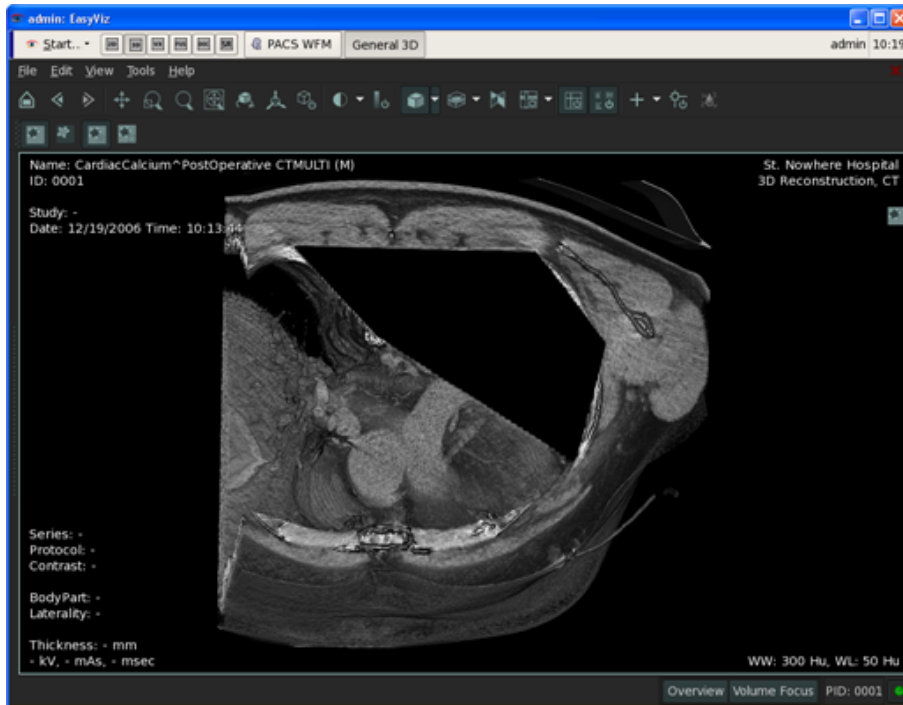 admin: EasyViz
Start.. PACS WFM General 3D admin 10:19
File Edit View Tools Help
Name: CardiacCalcium^PostOperative CTMULTI (M)
ID: 0001
St. Nowhere Hospital
3D Reconstruction, CT
Study: -
Date: 12/19/2006 Time: 10:13:44
Series: -
Protocol: -
Contrast: -
BodyPart: -
Laterality: -
Thickness: - mm
- kV, - mAs, - msec
WW: 300 Hu, WL: 50 Hu
Overview Volume Focus PID: 0001